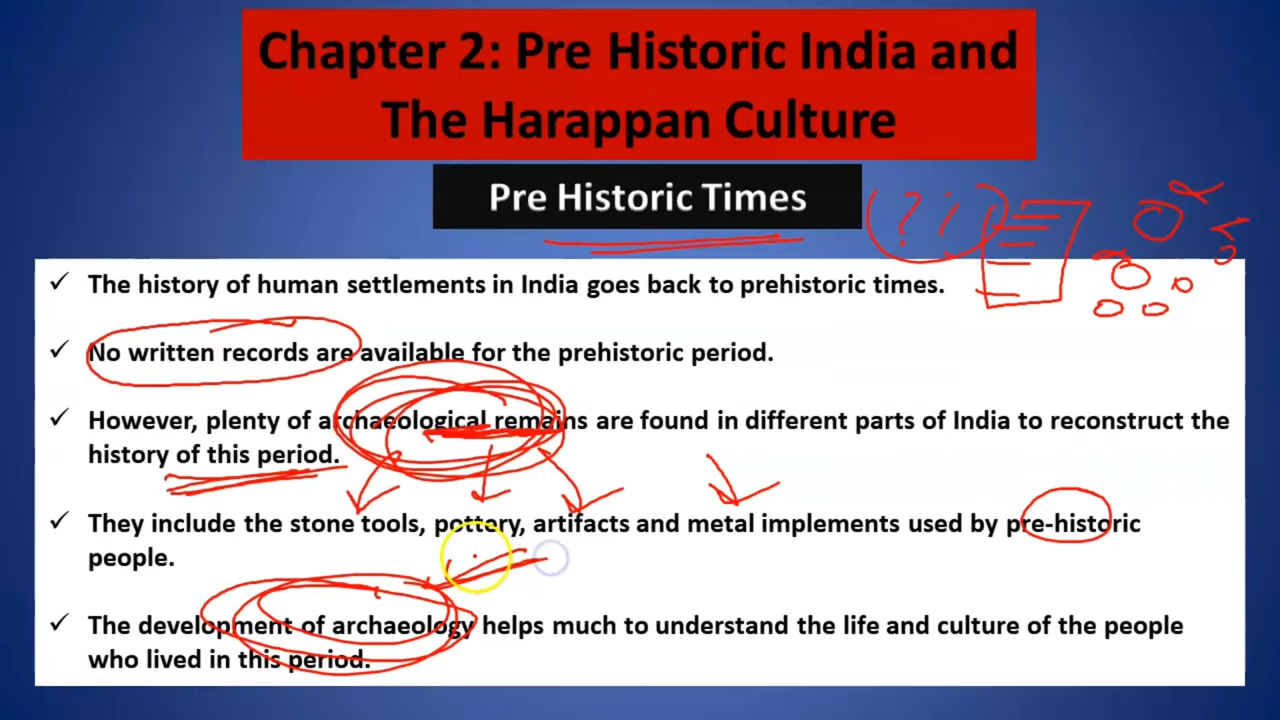 Chapter 2: Pre Historic India and
The Harappan Culture
Pre Historic Times
? ?
✓ The history of human settlements in India goes back to prehistoric times.
✓ No written records are available for the prehistoric period.
✓ However, plenty of archaeological remains are found in different parts of India to reconstruct the
history of this period.
✓ They include the stone tools, pottery, artifacts and metal implements used by pre-historic
people.
✓ The development of archaeology helps much to understand the life and culture of the people
who lived in this period.